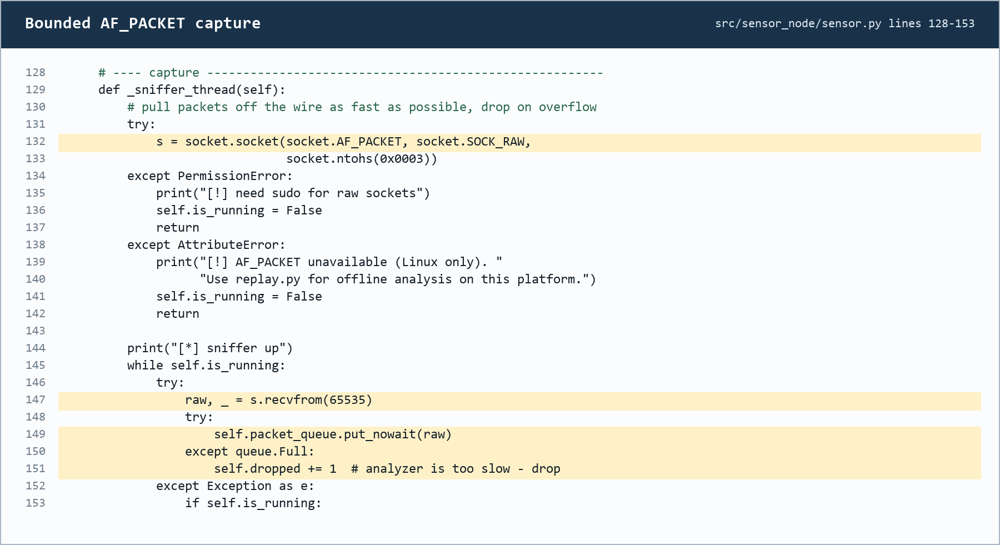 Bounded AF_PACKET capture
src/sensor_node/sensor.py lines 128-153
128 # ---- capture -------------------------------------------------------
129 def _sniffer_thread(self):
130 # pull packets off the wire as fast as possible, drop on overflow
131 try:
132 s = socket.socket(socket.AF_PACKET, socket.SOCK_RAW,
133 socket.ntohs(0x0003))
134 except PermissionError:
135 print("[!] need sudo for raw sockets")
136 self.is_running = False
137 return
138 except AttributeError:
139 print("[!] AF_PACKET unavailable (Linux only). "
140 "Use replay.py for offline analysis on this platform.")
141 self.is_running = False
142 return
143
144 print("[*] sniffer up")
145 while self.is_running:
146 try:
147 raw, _ = s.recvfrom(65535)
148 try:
149 self.packet_queue.put_nowait(raw)
150 except queue.Full:
151 self.dropped += 1  # analyzer is too slow - drop
152 except Exception as e:
153 if self.is_running: